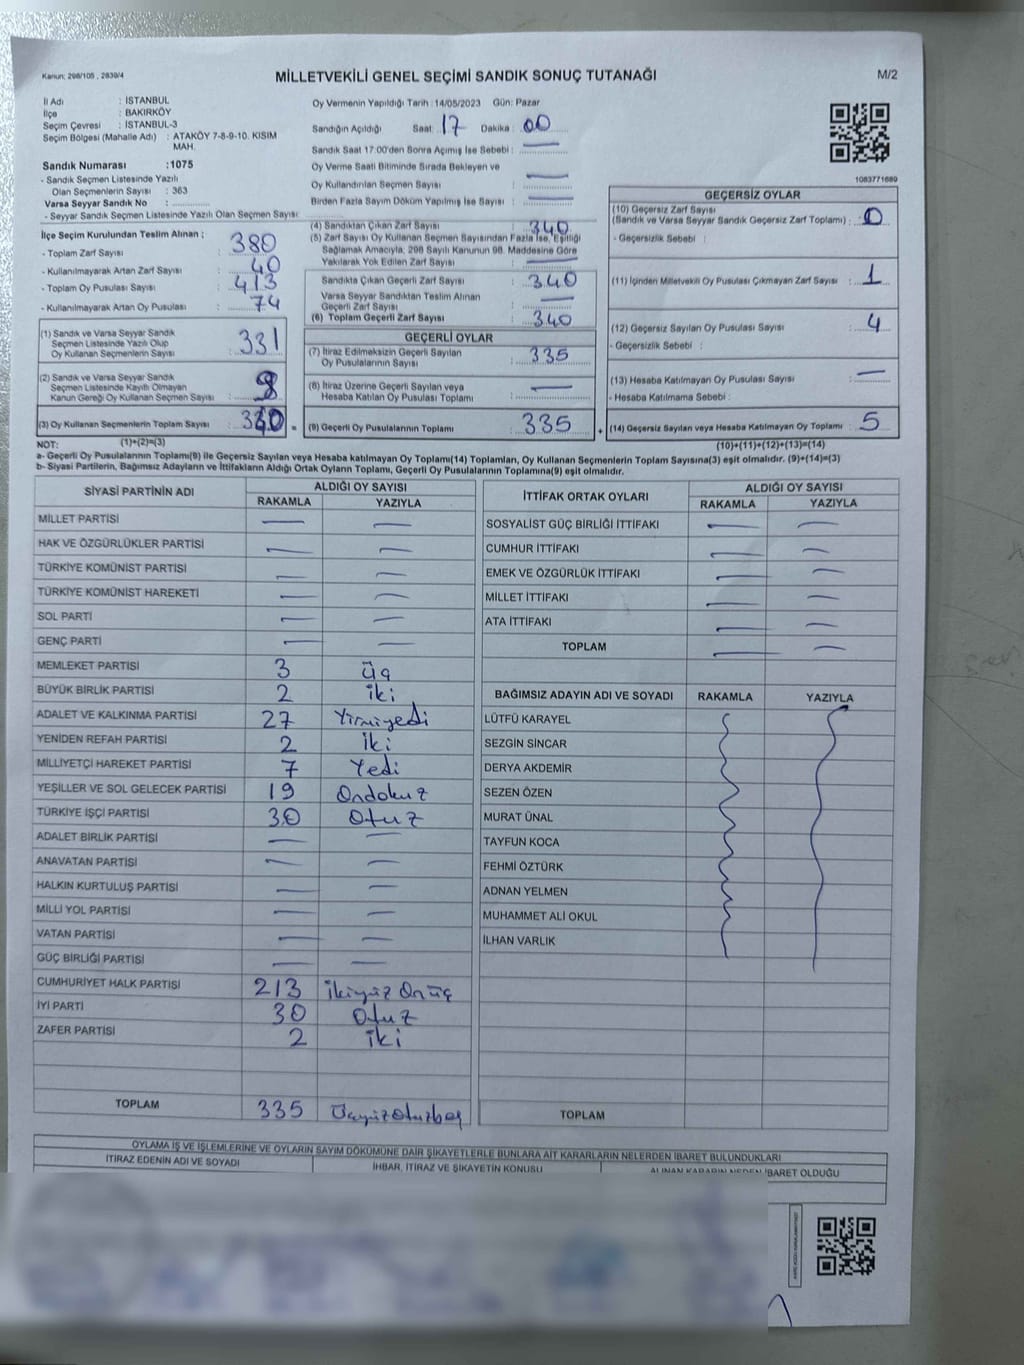 Kanun: 298/105 , 2839/4
MİLLETVEKİLİ GENEL SEÇİMİ SANDIK SONUÇ TUTANAĞI
M/2
İl Adı : İSTANBUL
İlçe : BAKIRKÖY
Seçim Çevresi : İSTANBUL-3
Seçim Bölgesi (Mahalle Adı) : ATAKÖY 7-8-9-10. KISIM
MAH.
Sandık Numarası :1075
- Sandık Seçmen Listesinde Yazılı
Olan Seçmenlerin Sayısı : 363
Varsa Seyyar Sandık No :
- Seyyar Sandık Seçmen Listesinde Yazılı Olan Seçmen Sayısı:
Oy Vermenin Yapıldığı Tarih :14/05/2023 Gün: Pazar
Sandığın Açıldığı Saat: 17 Dakika : 00
Sandık Saat 17:00'den Sonra Açımış İse Sebebi : —
Oy Verme Saati Bitiminde Sırada Bekleyen ve
Oy Kullandırılan Seçmen Sayısı : —
Birden Fazla Sayım Döküm Yapılmış İse Sayısı : —
1083771680
İlçe Seçim Kurulundan Teslim Alınan ;
- Toplam Zarf Sayısı : 380
- Kullanılmayarak Artan Zarf Sayısı : 40
- Toplam Oy Pusulası Sayısı : 413
- Kullanılmayarak Artan Oy Pusulası : 74
(1) Sandık ve Varsa Seyyar Sandık
Seçmen Listesinde Yazılı Olup
Oy Kullanan Seçmenlerin Sayısı : 331
(2) Sandık ve Varsa Seyyar Sandık
Seçmen Listesinde Kayıtlı Olmayan
Kanun Gereği Oy Kullanan Seçmen Sayısı :
(3) Oy Kullanan Seçmenlerin Toplam Sayısı : 340 =
(1)+(2)=(3)
(4) Sandıktan Çıkan Zarf Sayısı : 340
(5) Zarf Sayısı Oy Kullanan Seçmen Sayısından Fazla İse, Eşitliği
Sağlamak Amacıyla, 298 Sayılı Kanunun 98. Maddesine Göre
Yakılarak Yok Edilen Zarf Sayısı : —
Sandıkta Çıkan Geçerli Zarf Sayısı : 340
Varsa Seyyar Sandıktan Teslim Alınan
Geçerli Zarf Sayısı : —
(6) Toplam Geçerli Zarf Sayısı : 340
GEÇERLİ OYLAR
(7) İtiraz Edilmeksizin Geçerli Sayılan
Oy Pusulalarının Sayısı : 335
(8) İtiraz Üzerine Geçerli Sayılan veya
Hesaba Katılan Oy Pusulası Toplamı : —
(9) Geçerli Oy Pusulalarının Toplamı : 335 +
GEÇERSİZ OYLAR
(10) Geçersiz Zarf Sayısı
(Sandık ve Varsa Seyyar Sandık Geçersiz Zarf Toplamı) : 0
- Geçersizlik Sebebi :
(11) İçinden Milletvekili Oy Pusulası Çıkmayan Zarf Sayısı : 1
(12) Geçersiz Sayılan Oy Pusulası Sayısı : 4
- Geçersizlik Sebebi :
(13) Hesaba Katılmayan Oy Pusulası Sayısı : —
- Hesaba Katılmama Sebebi :
(14) Geçersiz Sayılan veya Hesaba Katılmayan Oy Toplamı : 5
(10)+(11)+(12)+(13)=(14)
NOT:
a- Geçerli Oy Pusulalarının Toplamı(9) ile Geçersiz Sayılan veya Hesaba katılmayan Oy Toplamı(14) Toplamları, Oy Kullanan Seçmenlerin Toplam Sayısına(3) eşit olmalıdır. (9)+(14)=(3)
b- Siyasi Partilerin, Bağımsız Adayların ve İttifakların Aldığı Ortak Oyların Toplamı, Geçerli Oy Pusulalarının Toplamına(9) eşit olmalıdır.
SİYASİ PARTİNİN ADI ALDIĞI OY SAYISI
RAKAMLA YAZIYLA
MİLLET PARTİSİ — —
HAK VE ÖZGÜRLÜKLER PARTİSİ — —
TÜRKİYE KOMÜNİST PARTİSİ — —
TÜRKİYE KOMÜNİST HAREKETİ — —
SOL PARTİ — —
GENÇ PARTİ — —
MEMLEKET PARTİSİ 3 üç
BÜYÜK BİRLİK PARTİSİ 2 iki
ADALET VE KALKINMA PARTİSİ 27 Yirmiyedi
YENİDEN REFAH PARTİSİ 2 İki
MİLLİYETÇİ HAREKET PARTİSİ 7 Yedi
YEŞİLLER VE SOL GELECEK PARTİSİ 19 Ondokuz
TÜRKİYE İŞÇİ PARTİSİ 30 Otuz
ADALET BİRLİK PARTİSİ — —
ANAVATAN PARTİSİ — —
HALKIN KURTULUŞ PARTİSİ — —
MİLLİ YOL PARTİSİ — —
VATAN PARTİSİ — —
GÜÇ BİRLİĞİ PARTİSİ — —
CUMHURİYET HALK PARTİSİ 213 ikiyüz Onüç
İYİ PARTİ 30 Otuz
ZAFER PARTİSİ 2 iki
TOPLAM 335 Üçyüzotuzbeş
İTTİFAK ORTAK OYLARI ALDIĞI OY SAYISI
RAKAMLA YAZIYLA
SOSYALİST GÜÇ BİRLİĞİ İTTİFAKI — —
CUMHUR İTTİFAKI — —
EMEK VE ÖZGÜRLÜK İTTİFAKI — —
MİLLET İTTİFAKI — —
ATA İTTİFAKI — —
TOPLAM — —
BAĞIMSIZ ADAYIN ADI VE SOYADI RAKAMLA YAZIYLA
LÜTFÜ KARAYEL
SEZGİN SİNCAR
DERYA AKDEMİR
SEZEN ÖZEN
MURAT ÜNAL
TAYFUN KOCA
FEHMİ ÖZTÜRK
ADNAN YELMEN
MUHAMMET ALİ OKUL
İLHAN VARLIK
TOPLAM
OYLAMA İŞ VE İŞLEMLERİNE VE OYLARIN SAYIM DÖKÜMÜNE DAİR ŞİKAYETLERLE BUNLARA AİT KARARLARIN NELERDEN İBARET BULUNDUKLARI
İTİRAZ EDENİN ADI VE SOYADI İHBAR, İTİRAZ VE ŞİKAYETİN KONUSU ALINAN KARARIN NEDEN İBARET OLDUĞU